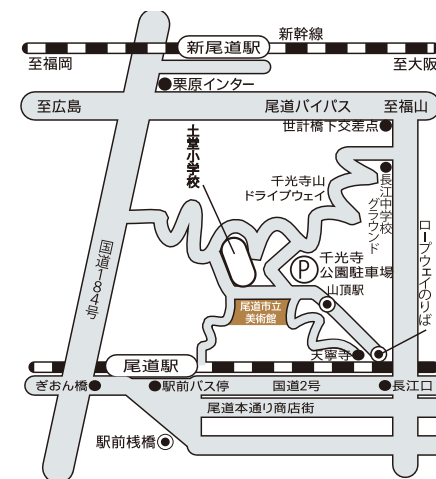 新幹線
新尾道駅
至福岡
至大阪
栗原インター
至広島
尾道バイパス
至福山
世計橋下交差点
土堂小学校
千光寺山
ドライブウェイ
長江中学校
グラウンド
ロープウェイのりば
国道184号
P
千光寺
公園駐車場
山頂駅
尾道市立
美術館
天寧寺
尾道駅
ぎおん橋
駅前バス停
国道2号
長江口
尾道本通り商店街
駅前桟橋